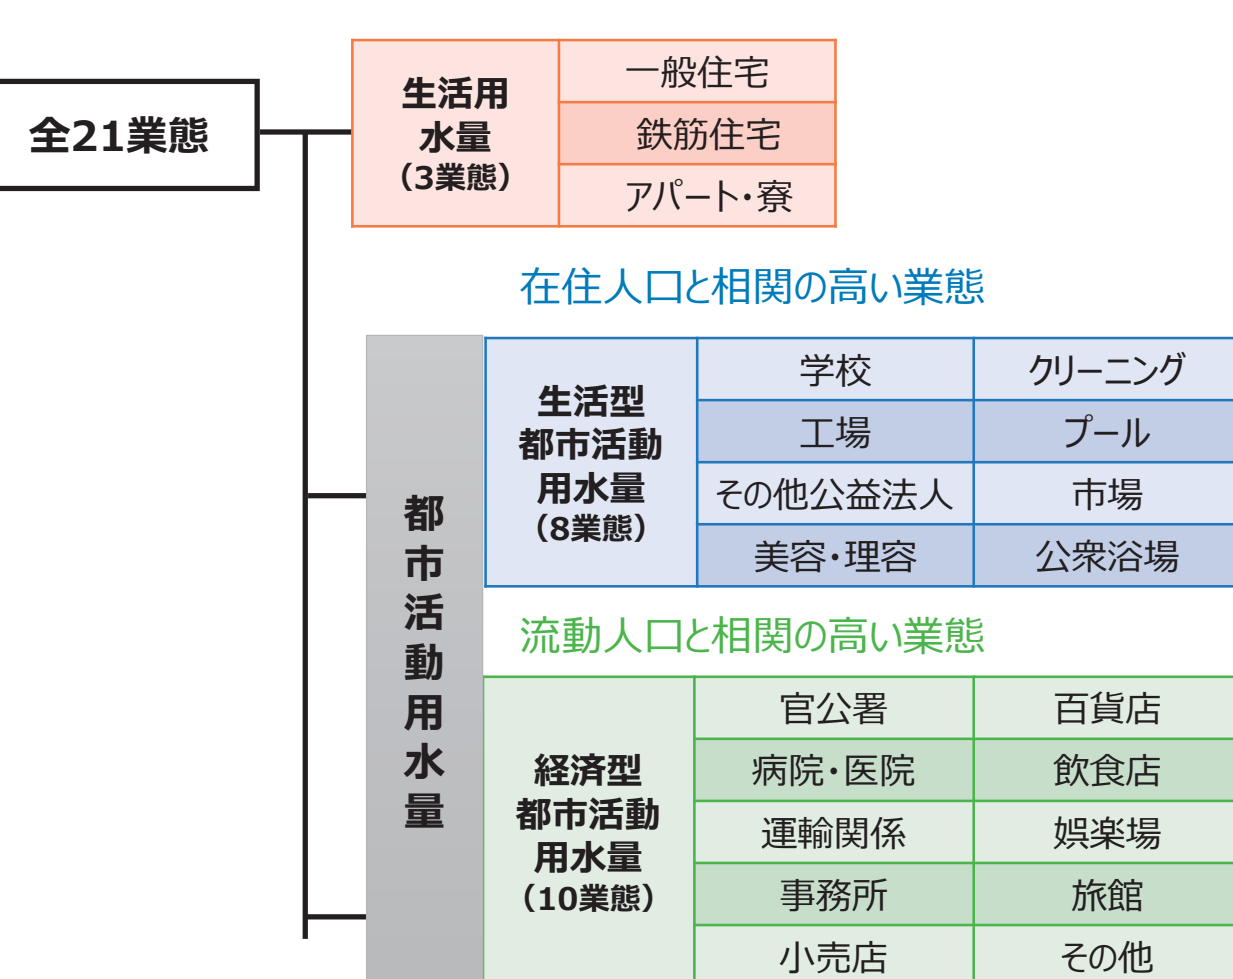 全21業態
生活用
水量
（3業態）
一般住宅
鉄筋住宅
アパート・寮
在住人口と相関の高い業態
都市活動用水量
生活型
都市活動
用水量
（8業態）
学校
クリーニング
工場
プール
その他公益法人
市場
美容・理容
公衆浴場
流動人口と相関の高い業態
経済型
都市活動
用水量
（10業態）
官公署
百貨店
病院・医院
飲食店
運輸関係
娯楽場
事務所
旅館
小売店
その他